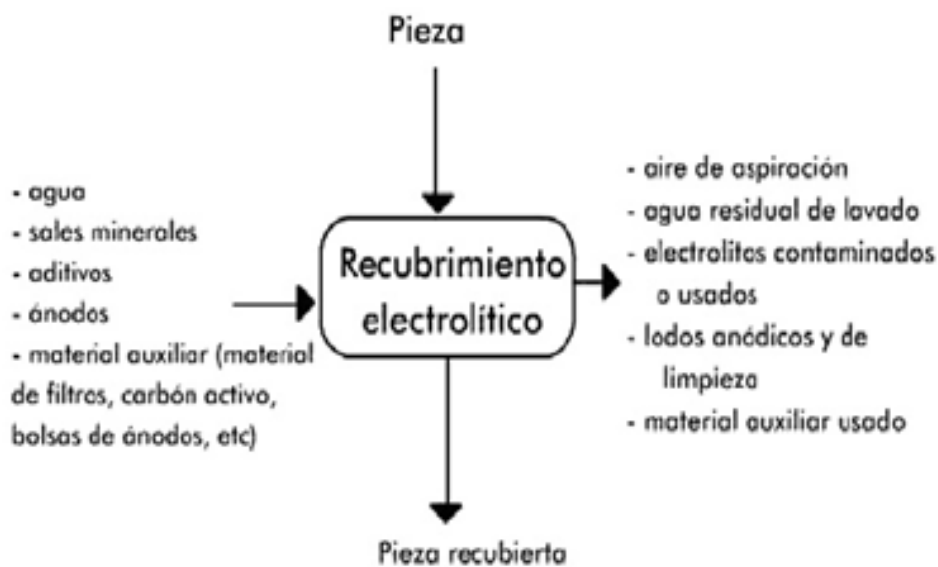 Pieza
- agua
- sales minerales
- aditivos
- ánodos
- material auxiliar (material
de filtros, carbón activo,
bolsas de ánodos, etc)
Recubrimiento
electrolítico
- aire de aspiración
- agua residual de lavado
- electrolitos contaminados
o usados
- lodos anódicos y de
limpieza
- material auxiliar usado
Pieza recubierta